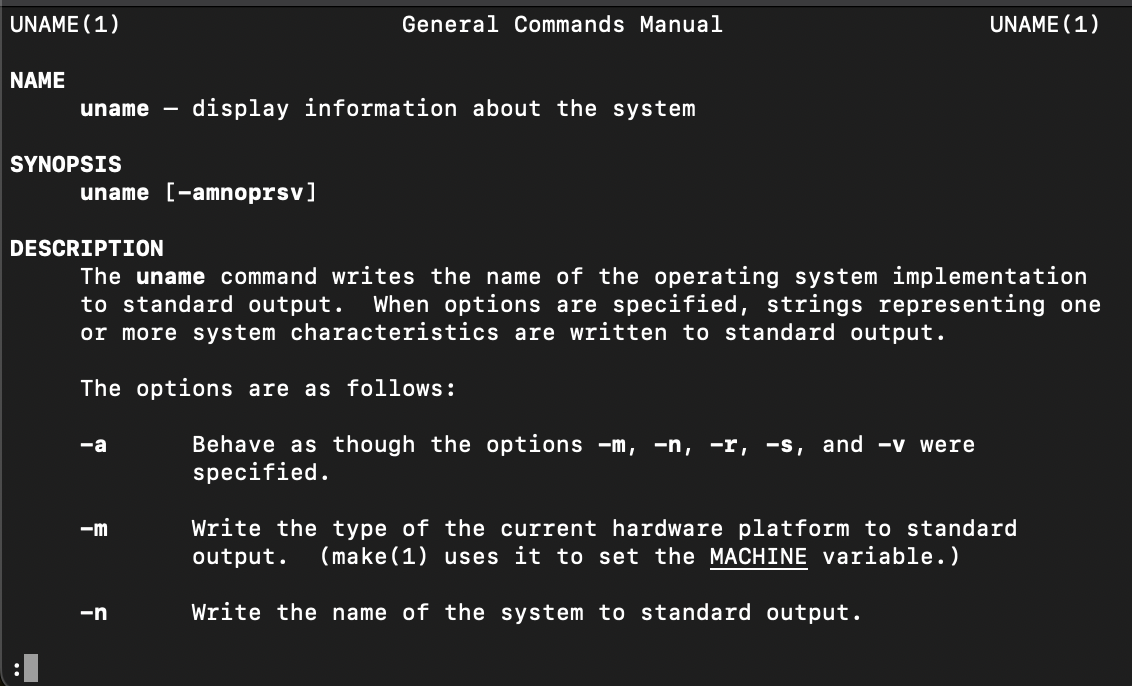 UNAME(1) General Commands Manual UNAME(1)
NAME
uname – display information about the system
SYNOPSIS
uname [-amnoprsv]
DESCRIPTION
The uname command writes the name of the operating system implementation
to standard output. When options are specified, strings representing one
or more system characteristics are written to standard output.
The options are as follows:
-a Behave as though the options -m, -n, -r, -s, and -v were
specified.
-m Write the type of the current hardware platform to standard
output. (make(1) uses it to set the MACHINE variable.)
-n Write the name of the system to standard output.
: